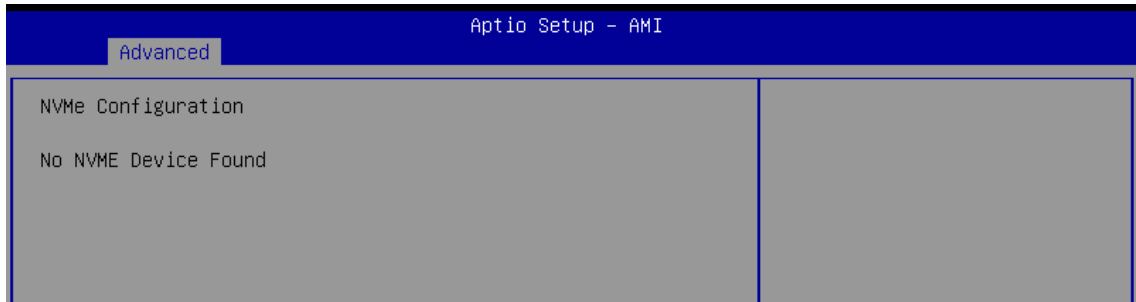 Aptio Setup – AMI
Advanced
NVMe Configuration
No NVME Device Found